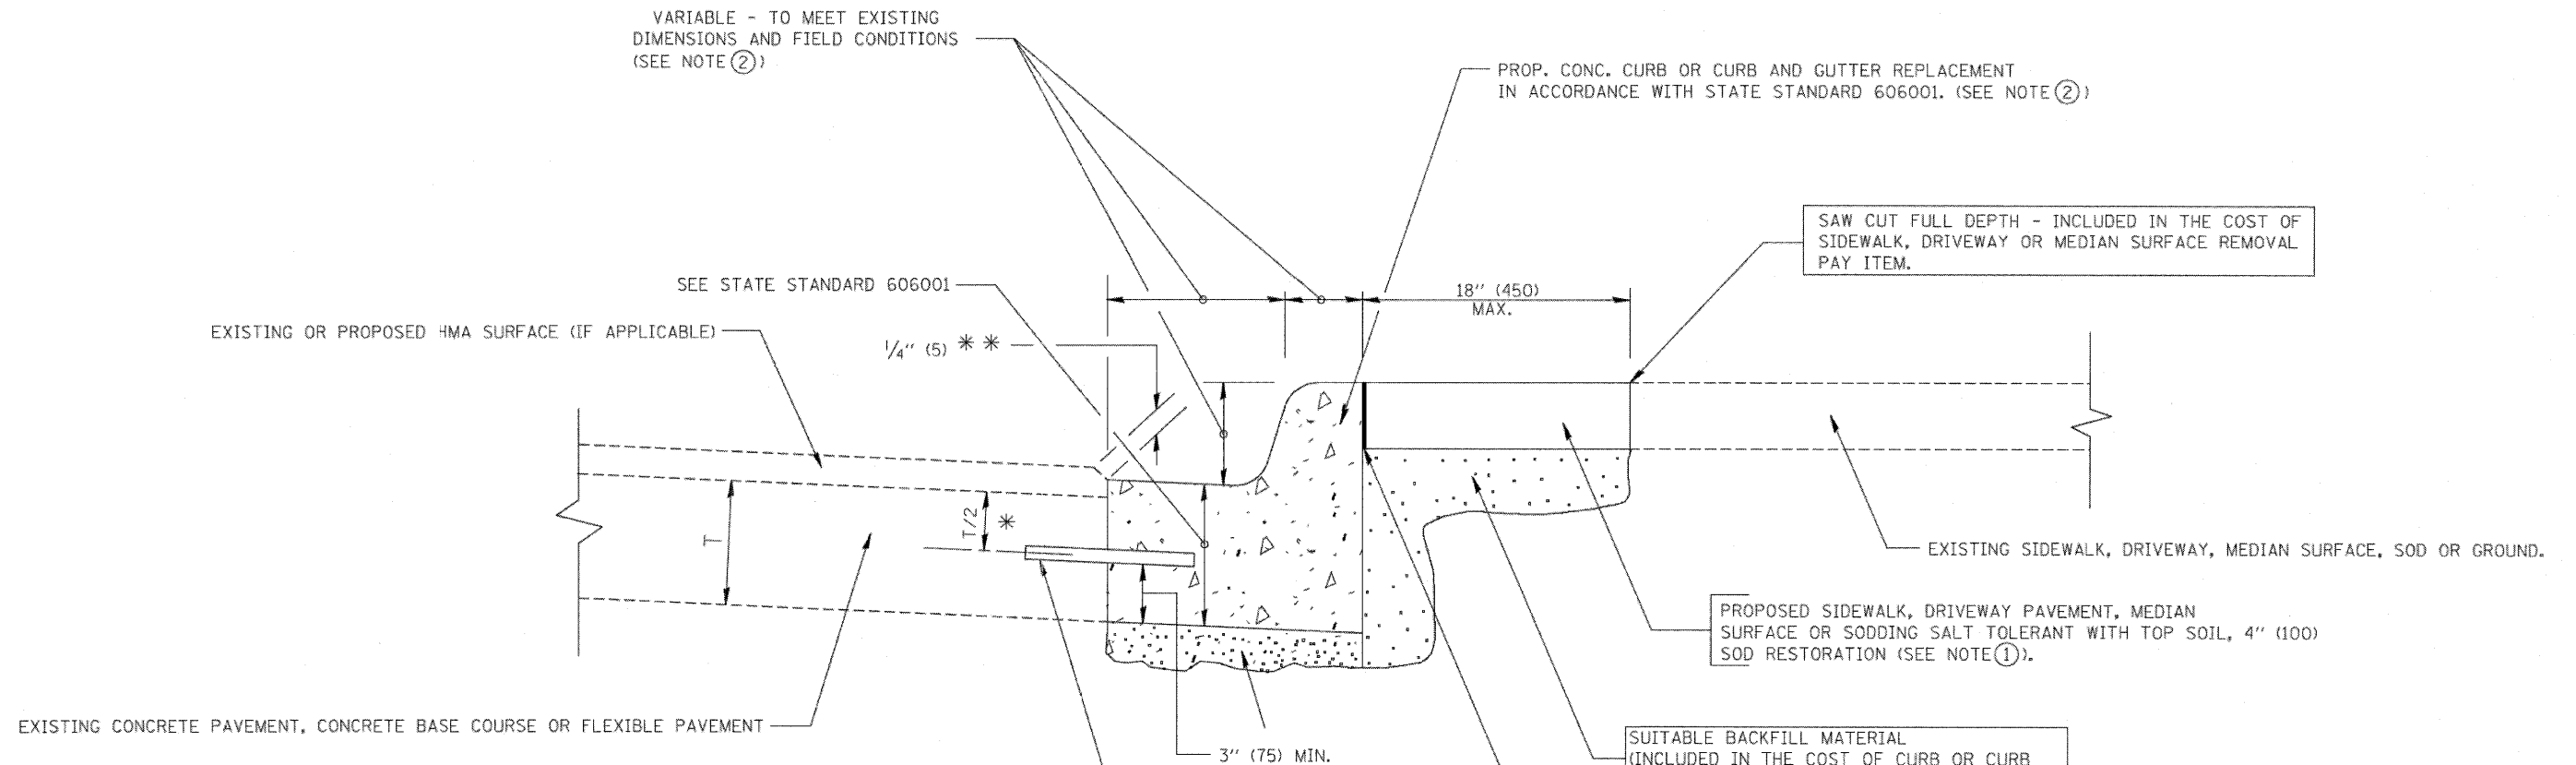 VARIABLE - TO MEET EXISTING
DIMENSIONS AND FIELD CONDITIONS
(SEE NOTE ②)
PROP. CONC. CURB OR CURB AND GUTTER REPLACEMENT
IN ACCORDANCE WITH STATE STANDARD 606001. (SEE NOTE ②)
SAW CUT FULL DEPTH - INCLUDED IN THE COST OF
SIDEWALK, DRIVEWAY OR MEDIAN SURFACE REMOVAL
PAY ITEM.
SEE STATE STANDARD 606001
18" (450)
MAX.
EXISTING OR PROPOSED HMA SURFACE (IF APPLICABLE)
1/4" (5) * *
T
T/2 *
EXISTING SIDEWALK, DRIVEWAY, MEDIAN SURFACE, SOD OR GROUND.
PROPOSED SIDEWALK, DRIVEWAY PAVEMENT, MEDIAN
SURFACE OR SODDING SALT TOLERANT WITH TOP SOIL, 4" (100)
SOD RESTORATION (SEE NOTE ①).
EXISTING CONCRETE PAVEMENT, CONCRETE BASE COURSE OR FLEXIBLE PAVEMENT
3" (75) MIN.
SUITABLE BACKFILL MATERIAL
(INCLUDED IN THE COST OF CURB OR CURB